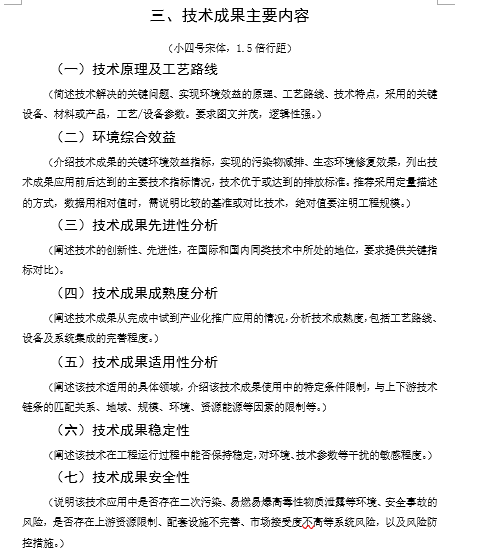 三、技术成果主要内容
（小四号宋体，1.5 倍行距）
（一）技术原理及工艺路线
（简述技术解决的关键问题、实现环境效益的原理、工艺路线、技术特点，采用的关键
设备、材料或产品，工艺/设备参数。要求图文并茂，逻辑性强。）
（二）环境综合效益
（介绍技术成果的关键环境效益指标，实现的污染物减排、生态环境修复效果，列出技
术成果应用前后达到的主要技术指标情况，技术优于或达到的排放标准。推荐采用定量描述
的方式，数据用相对值时，需说明比较的基准或对比技术，绝对值要注明工程规模。）
（三）技术成果先进性分析
（阐述技术的创新性、先进性，在国际和国内同类技术中所处的地位，要求提供关键指
标对比）。
（四）技术成果成熟度分析
（阐述技术成果从完成中试到产业化推广应用的情况，分析技术成熟度，包括工艺路线、
设备及系统集成的完善程度。）
（五）技术成果适用性分析
（阐述该技术适用的具体领域，介绍该技术成果使用中的特定条件限制，与上下游技术
链条的匹配关系、地域、规模、环境、资源能源等因素的限制等。）
（六）技术成果稳定性
（阐述该技术在工程运行过程中能否保持稳定，对环境、技术参数等干扰的敏感程度。）
（七）技术成果安全性
（说明该技术应用中是否存在二次污染、易燃易爆高毒性物质泄露等环境、安全事故的
风险，是否存在上游资源限制、配套设施不完善、市场接受度不高等系统风险，以及风险防
控措施。）